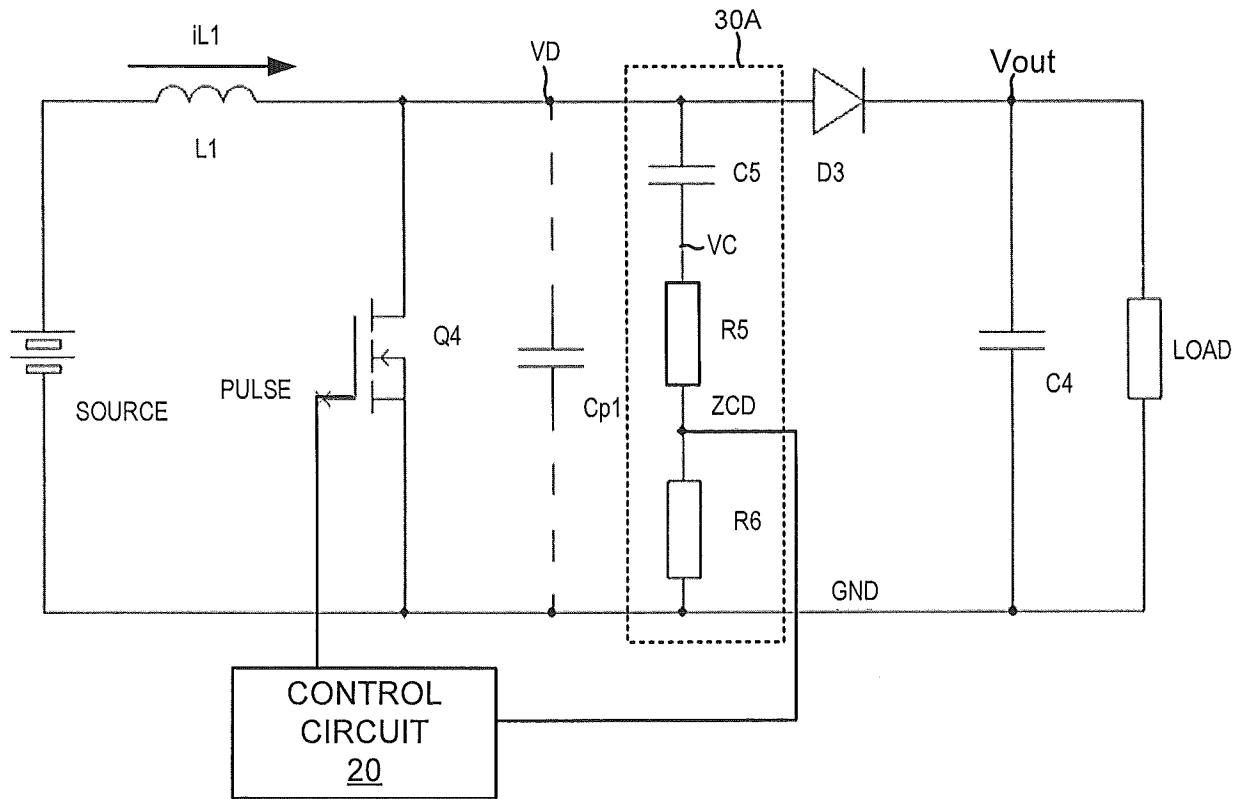 30A
iL1
VD
Vout
L1
C5
D3
VC
Q4
R5
LOAD
PULSE
Cp1
ZCD
C4
SOURCE
R6
GND
CONTROL
CIRCUIT
20